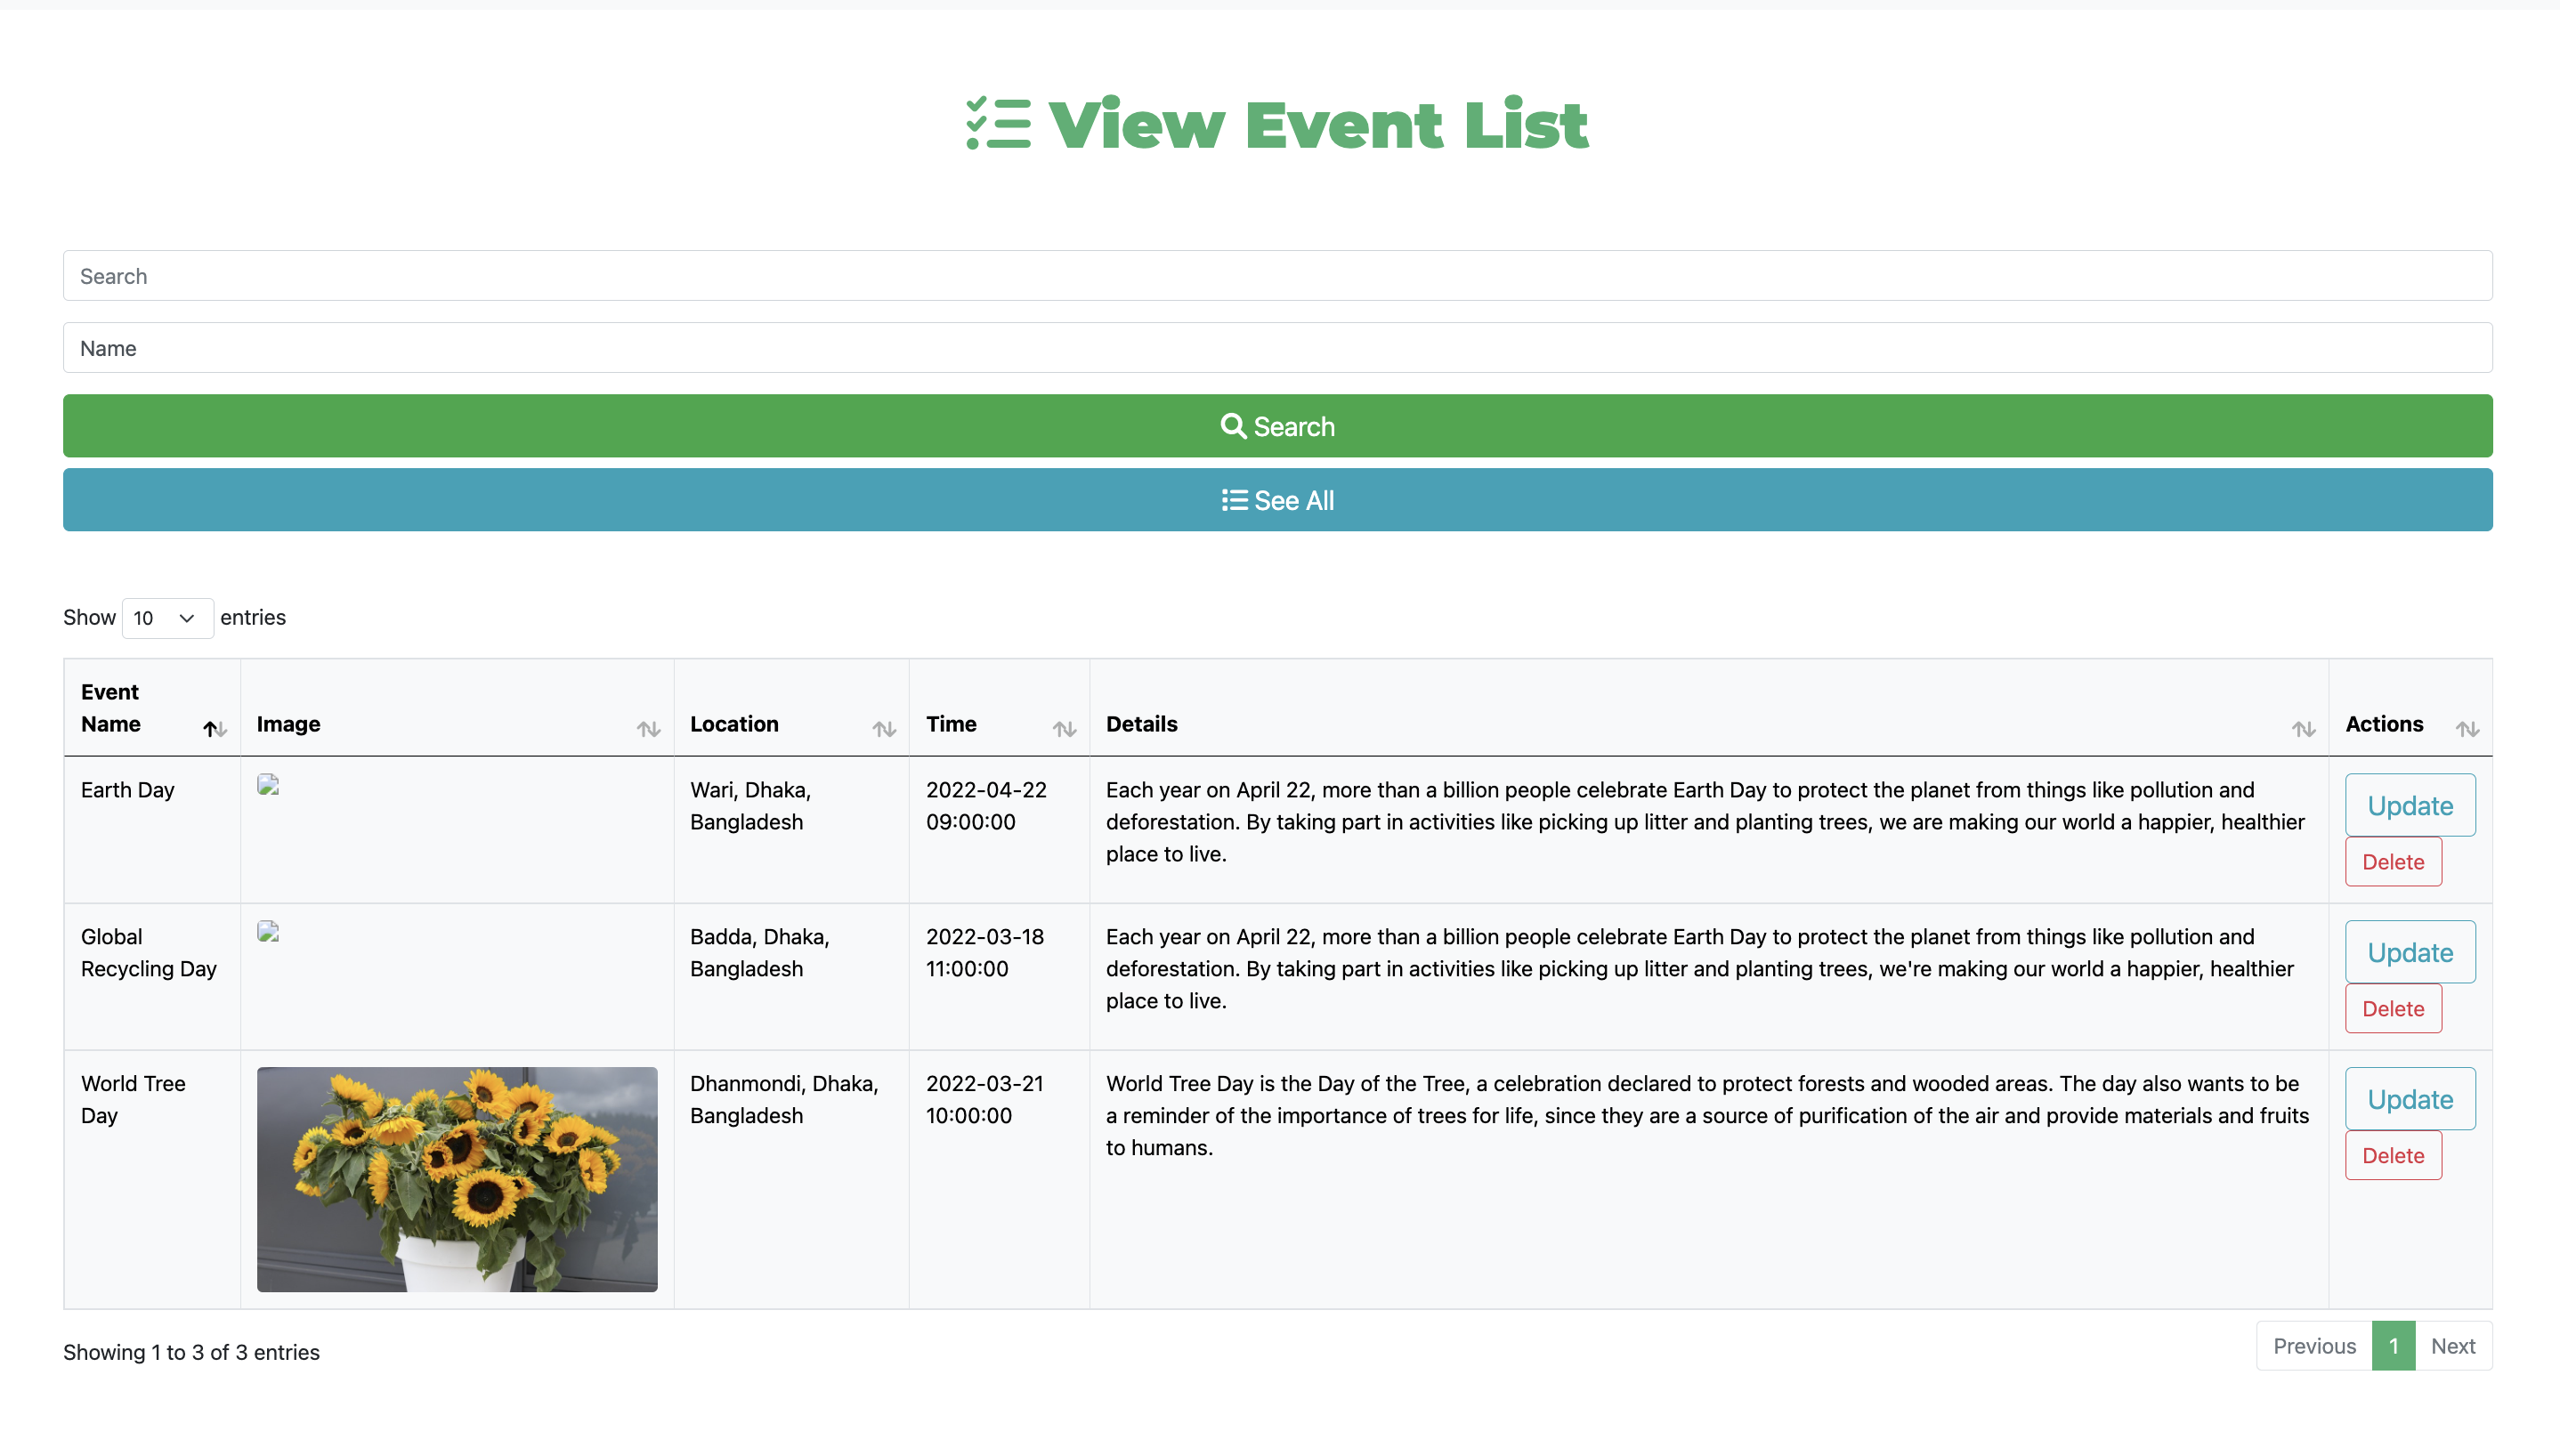 View Event List
Search
Name
Search
See All
Show 10 entries
Event
Name
Image
Location
Time
Details
Actions
Earth Day
Wari, Dhaka,
Bangladesh
2022-04-22
09:00:00
Each year on April 22, more than a billion people celebrate Earth Day to protect the planet from things like pollution and
deforestation. By taking part in activities like picking up litter and planting trees, we are making our world a happier, healthier
place to live.
Update
Delete
Global
Recycling Day
Badda, Dhaka,
Bangladesh
2022-03-18
11:00:00
Each year on April 22, more than a billion people celebrate Earth Day to protect the planet from things like pollution and
deforestation. By taking part in activities like picking up litter and planting trees, we're making our world a happier, healthier
place to live.
Update
Delete
World Tree
Day
Dhanmondi, Dhaka,
Bangladesh
2022-03-21
10:00:00
World Tree Day is the Day of the Tree, a celebration declared to protect forests and wooded areas. The day also wants to be
a reminder of the importance of trees for life, since they are a source of purification of the air and provide materials and fruits
to humans.
Update
Delete
Showing 1 to 3 of 3 entries
Previous 1 Next